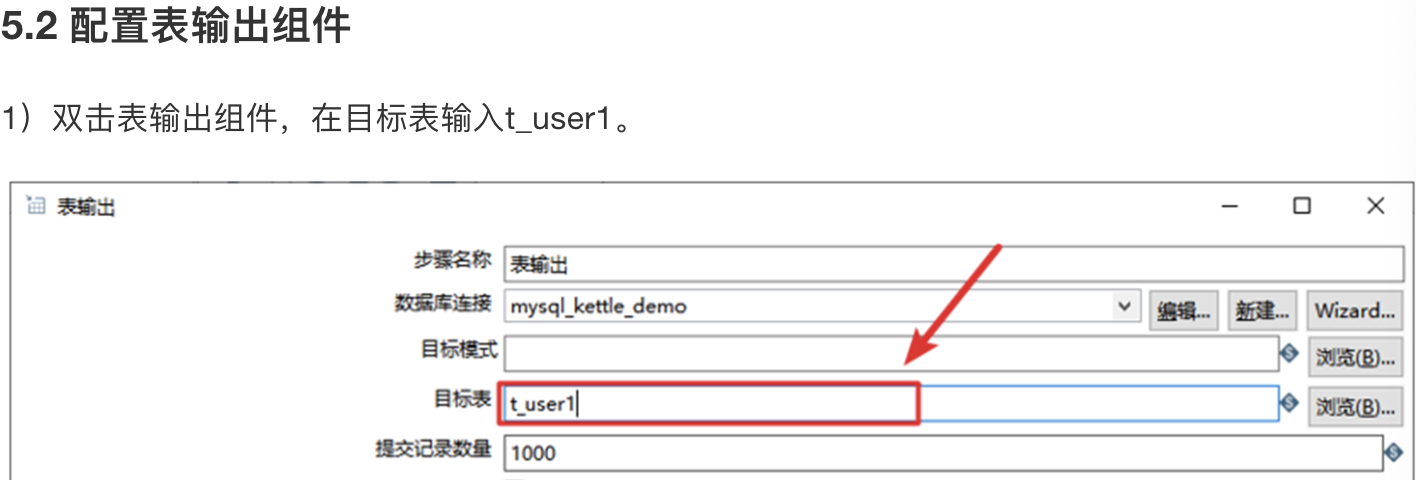 5.2 配置表输出组件
1）双击表输出组件，在目标表输入t_user1。
表输出
步骤名称 表输出
数据库连接 mysql_kettle_demo 编辑... 新建... Wizard...
目标模式 浏览(B)...
目标表 t_user1 浏览(B)...
提交记录数量 1000